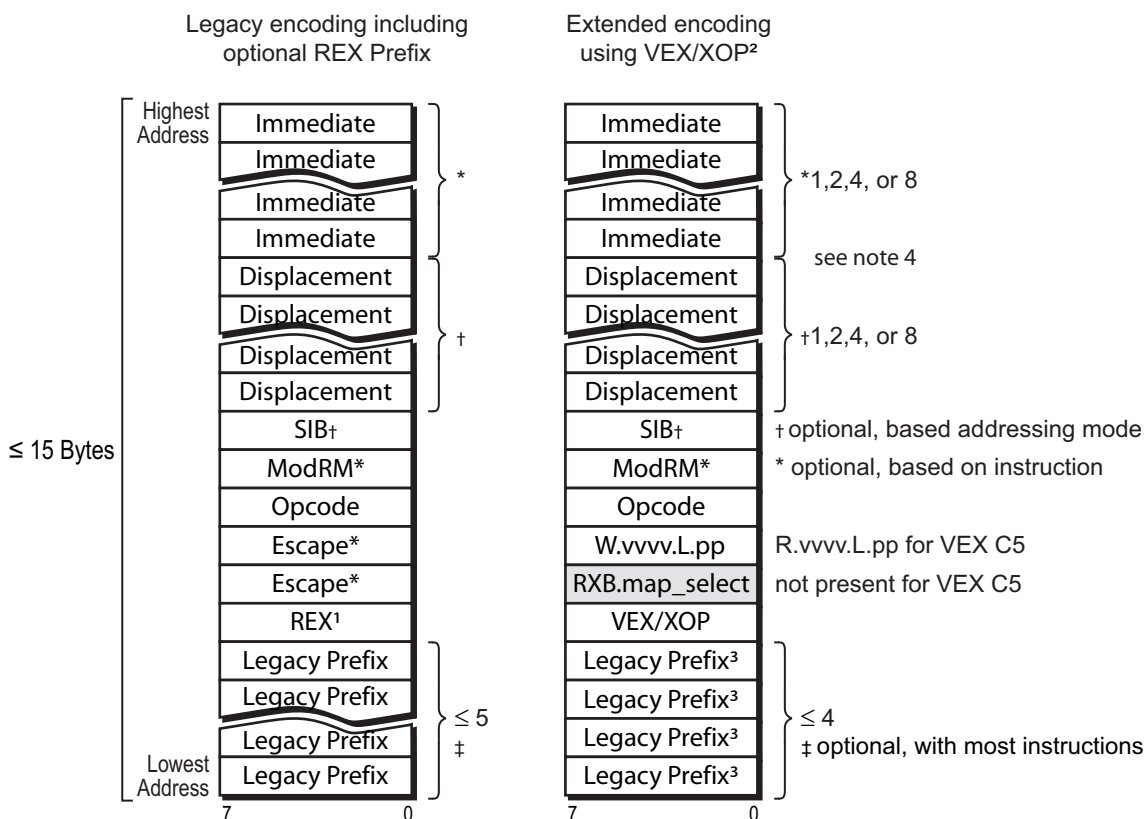 Legacy encoding including
optional REX Prefix
Extended encoding
using VEX/XOP²
Highest
Address
≤ 15 Bytes
Lowest
Address
Immediate
Immediate
Immediate
Immediate
*
Displacement
Displacement
Displacement
Displacement
†
SIB†
ModRM*
Opcode
Escape*
Escape*
REX¹
Legacy Prefix
Legacy Prefix
Legacy Prefix
Legacy Prefix
≤ 5
‡
7 0
Immediate
Immediate
Immediate
Immediate
*1,2,4, or 8
see note 4
Displacement
Displacement
Displacement
Displacement
†1,2,4, or 8
SIB†
† optional, based addressing mode
ModRM*
* optional, based on instruction
Opcode
W.vvvv.L.pp
R.vvvv.L.pp for VEX C5
RXB.map_select
not present for VEX C5
VEX/XOP
Legacy Prefix³
Legacy Prefix³
Legacy Prefix³
Legacy Prefix³
≤ 4
‡ optional, with most instructions
7 0